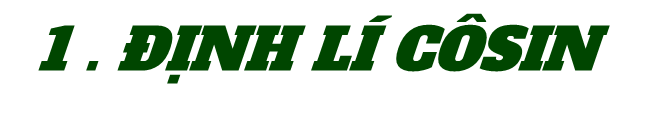 1 . ĐỊNH LÍ CÔSIN